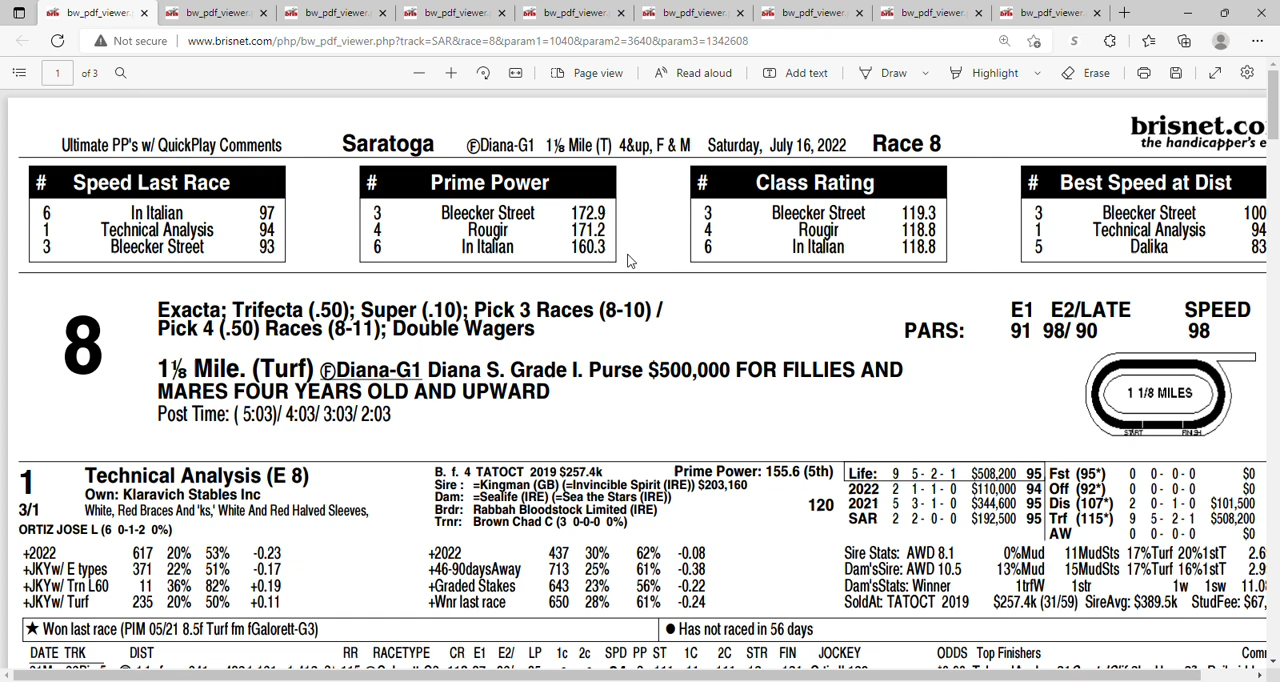 bw_pdf_viewer. bw_pdf_viewer. bw_pdf_viewer. bw_pdf_viewer. bw_pdf_viewer. bw_pdf_viewer. bw_pdf_viewer. bw_pdf_viewer. bw_pdf_viewer.
Not secure www.brisnet.com/php/bw_pdf_viewer.php?track=SAR&race=8&param1=1040&param2=3640&param3=1342608
1 of 3 Page view Read aloud Add text Draw Highlight Erase
brisnet.co
Ultimate PP's w/ QuickPlay Comments Saratoga ⒻDiana-G1 1⅛ Mile (T) 4&up, F & M Saturday, July 16, 2022 Race 8 the handicapper's e
# Speed Last Race # Prime Power # Class Rating # Best Speed at Dist
6 In Italian 97 3 Bleecker Street 172.9 3 Bleecker Street 119.3 3 Bleecker Street 100
1 Technical Analysis 94 4 Rougir 171.2 4 Rougir 118.8 1 Technical Analysis 94
3 Bleecker Street 93 6 In Italian 160.3 6 In Italian 118.8 5 Dalika 83
8
Exacta; Trifecta (.50); Super (.10); Pick 3 Races (8-10) /
Pick 4 (.50) Races (8-11); Double Wagers
E1 E2/LATE SPEED
PARS: 91 98/ 90 98
1⅛ Mile. (Turf) ⒻDiana-G1 Diana S. Grade I. Purse $500,000 FOR FILLIES AND
MARES FOUR YEARS OLD AND UPWARD
Post Time: ( 5:03)/ 4:03/ 3:03/ 2:03
1 1/8 MILES
START FINISH
1 Technical Analysis (E 8)
3/1 Own: Klaravich Stables Inc
White, Red Braces And 'ks,' White And Red Halved Sleeves,
ORTIZ JOSE L (6 0-1-2 0%)
B. f. 4 TATOCT 2019 $257.4k
Sire : =Kingman (GB) (=Invincible Spirit (IRE)) $203,160
Dam: =Sealife (IRE) (=Sea the Stars (IRE))
Brdr: Rabbah Bloodstock Limited (IRE)
Trnr: Brown Chad C (3 0-0-0 0%)
Prime Power: 155.6 (5th)
120
Life: 9 5- 2- 1 $508,200 95 Fst (95*) 0 0- 0- 0 $0
2022 2 1- 1- 0 $110,000 94 Off (92*) 0 0- 0- 0 $0
2021 5 3- 1- 0 $344,600 95 Dis (107*) 2 0- 1- 0 $101,500
SAR 2 2- 0- 0 $192,500 95 Trf (115*) 9 5- 2- 1 $508,200
AW 0 0- 0- 0 $0
+2022 617 20% 53% -0.23 +2022 437 30% 62% -0.08 Sire Stats: AWD 8.1 0%Mud 11MudSts 17%Turf 20%1stT 2.6
+JKYw/ E types 371 22% 51% -0.17 +46-90daysAway 713 25% 61% -0.38 Dam'sSire: AWD 10.5 13%Mud 15MudSts 17%Turf 16%1stT 2.9
+JKYw/ Trn L60 11 36% 82% +0.19 +Graded Stakes 643 23% 56% -0.22 Dam'sStats: Winner 1trfW 1str 1w 1sw 11.0
+JKYw/ Turf 235 20% 50% +0.11 +Wnr last race 650 28% 61% -0.24 SoldAt: TATOCT 2019 $257.4k (31/59) SireAvg: $389.5k StudFee: $67,
★ Won last race (PIM 05/21 8.5f Turf fm fGalorett-G3) ● Has not raced in 56 days
DATE TRK DIST RR RACETYPE CR E1 E2/ LP 1c 2c SPD PP ST 1C 2C STR FIN JOCKEY ODDS Top Finishers Com